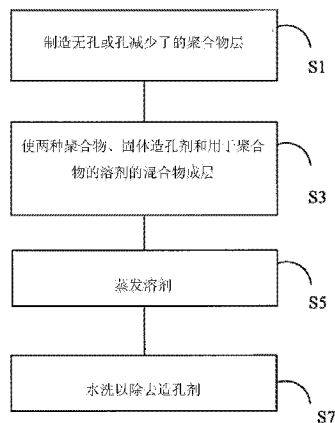 制造无孔或孔减少了的聚合物层
S1
使两种聚合物、固体造孔剂和用于聚合
物的溶剂的混合物成层
S3
蒸发溶剂
S5
水洗以除去造孔剂
S7